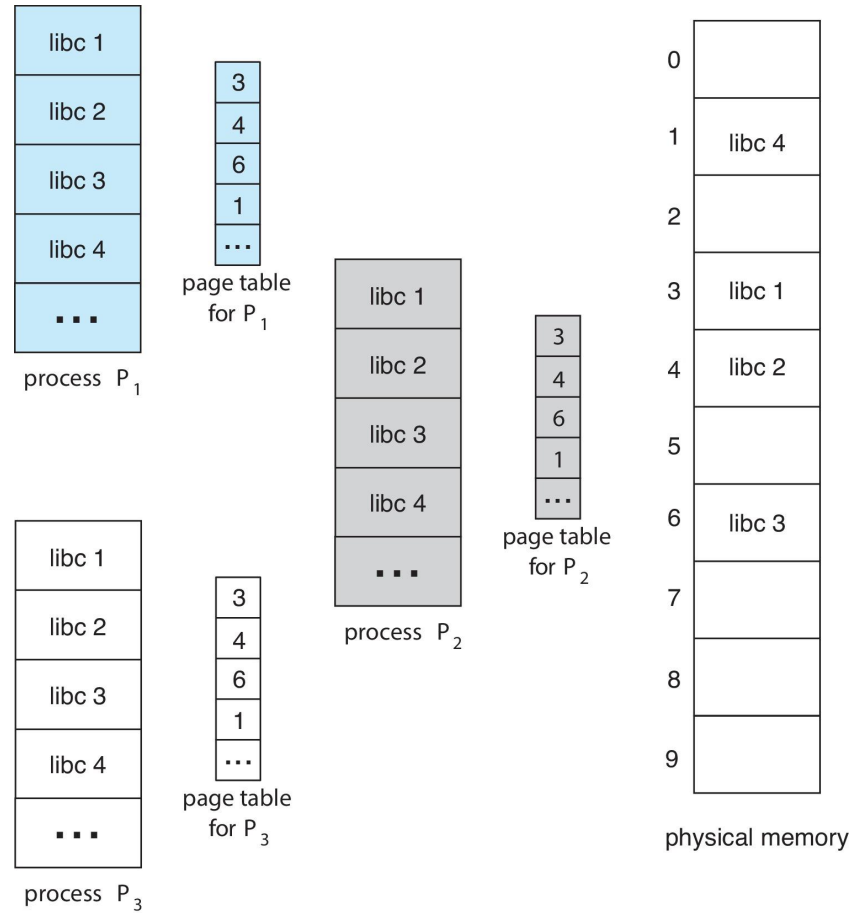 libc 1
libc 2
libc 3
libc 4
...
process P1
3
4
6
1
...
page table
for P1
libc 1
libc 2
libc 3
libc 4
...
process P2
3
4
6
1
...
page table
for P2
libc 1
libc 2
libc 3
libc 4
...
process P3
3
4
6
1
...
page table
for P3
0
1 libc 4
2
3 libc 1
4 libc 2
5
6 libc 3
7
8
9
physical memory